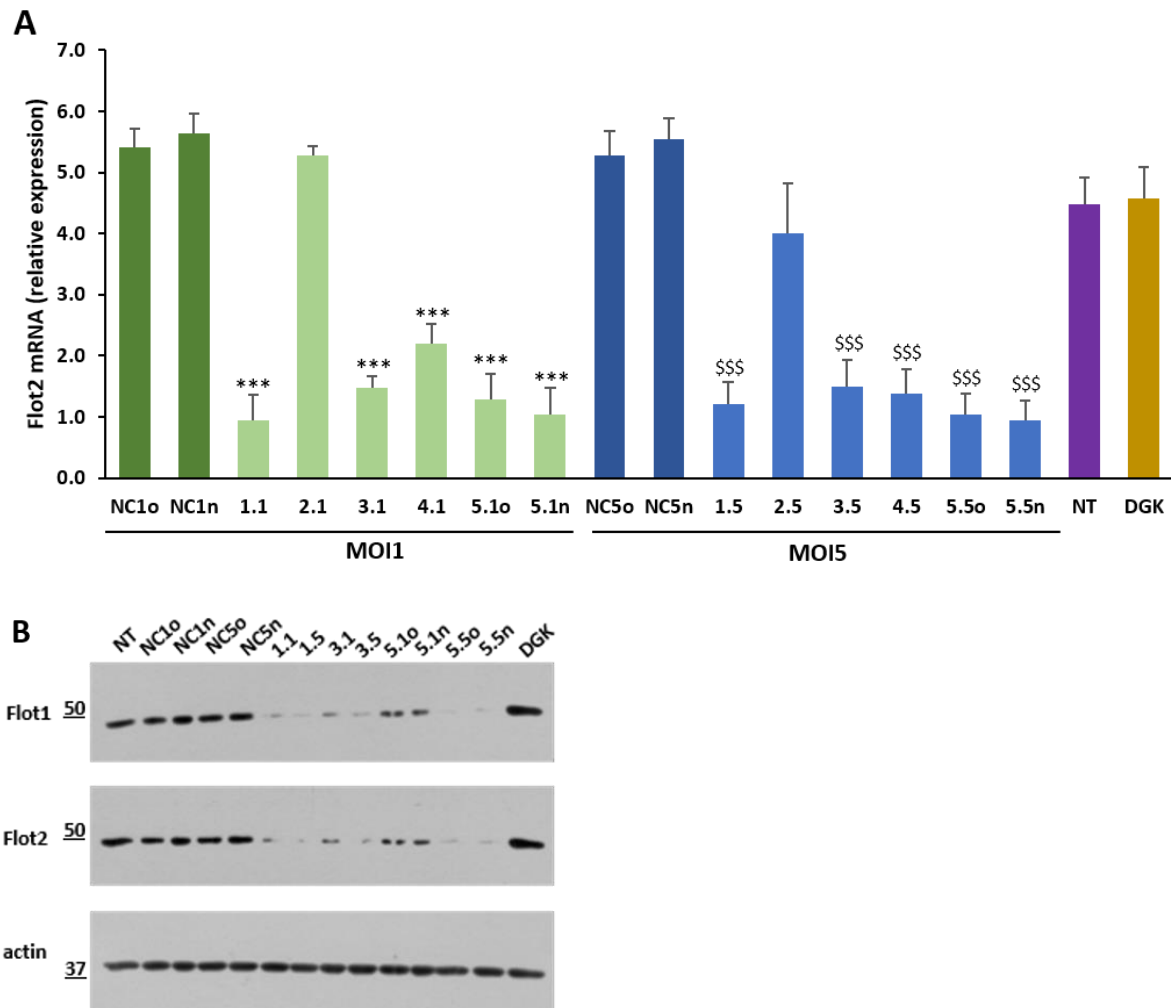 A
Flot2 mRNA (relative expression)
7.0
6.0
5.0
4.0
3.0
2.0
1.0
0.0
*** *** *** *** ***
$$$ $$$ $$$ $$$ $$$
NC1o NC1n 1.1 2.1 3.1 4.1 5.1o 5.1n NC5o NC5n 1.5 2.5 3.5 4.5 5.5o 5.5n NT DGK
MOI1 MOI5
B
NT NC1o NC1n NC5o NC5n 1.1 1.5 3.1 3.5 5.1o 5.1n 5.5o 5.5n DGK
Flot1 50
Flot2 50
actin 37